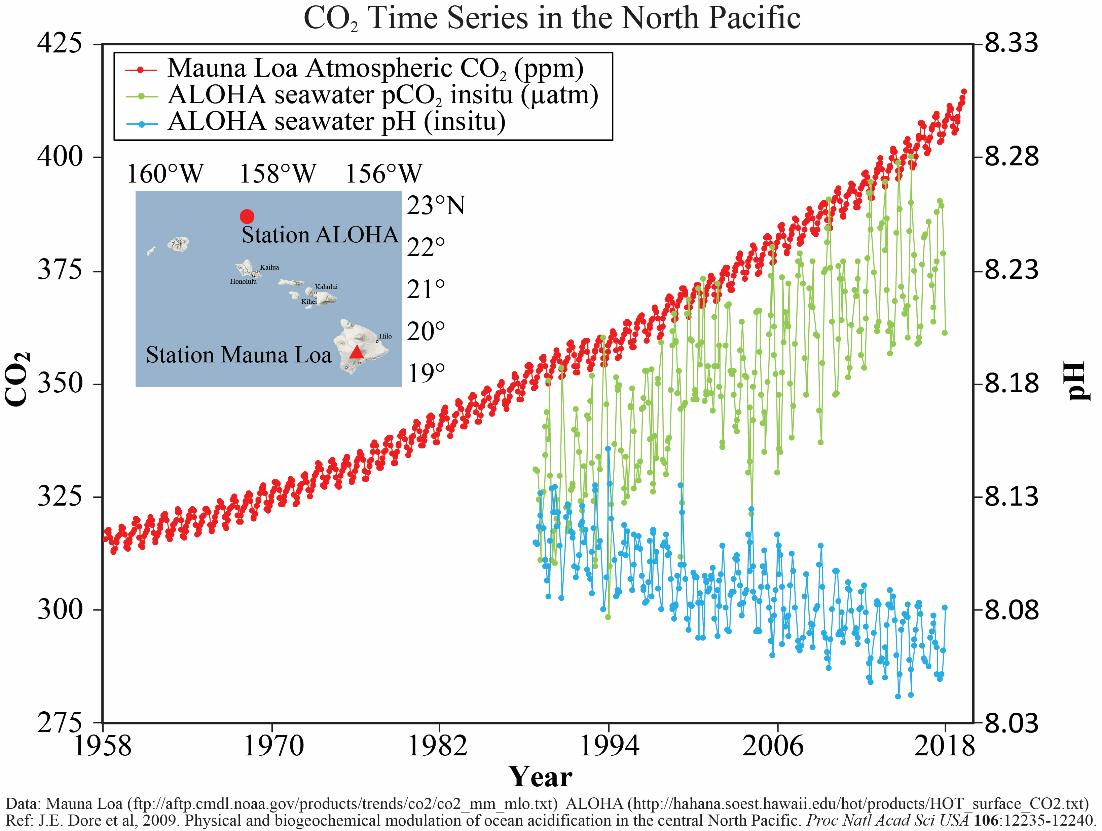 CO₂ Time Series in the North Pacific
425
400
375
350
325
300
275
CO₂
8.33
8.28
8.23
8.18
8.13
8.08
8.03
pH
Mauna Loa Atmospheric CO₂ (ppm)
ALOHA seawater pCO₂ insitu (µatm)
ALOHA seawater pH (insitu)
160°W 158°W 156°W
23°N
22°
21°
20°
19°
Station ALOHA
Kailua
Honolulu
Kahului
Kihei
Hilo
Station Mauna Loa
1958 1970 1982 1994 2006 2018
Year
Data: Mauna Loa (ftp://aftp.cmdl.noaa.gov/products/trends/co2/co2_mm_mlo.txt) ALOHA (http://hahana.soest.hawaii.edu/hot/products/HOT_surface_CO2.txt)
Ref: J.E. Dore et al, 2009. Physical and biogeochemical modulation of ocean acidification in the central North Pacific. Proc Natl Acad Sci USA 106:12235-12240.